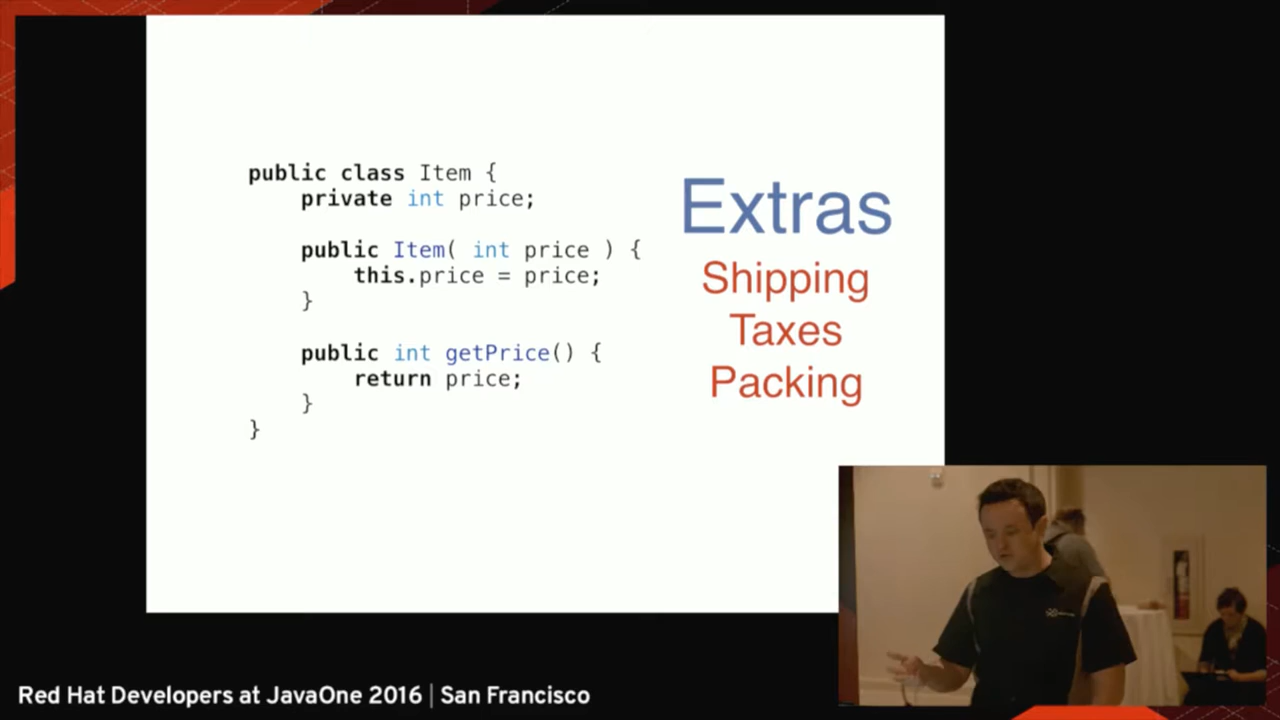 public class Item {
    private int price;
    public Item( int price ) {
        this.price = price;
    }
    public int getPrice() {
        return price;
    }
}
Extras
Shipping
Taxes
Packing
Red Hat Developers at JavaOne 2016 | San Francisco